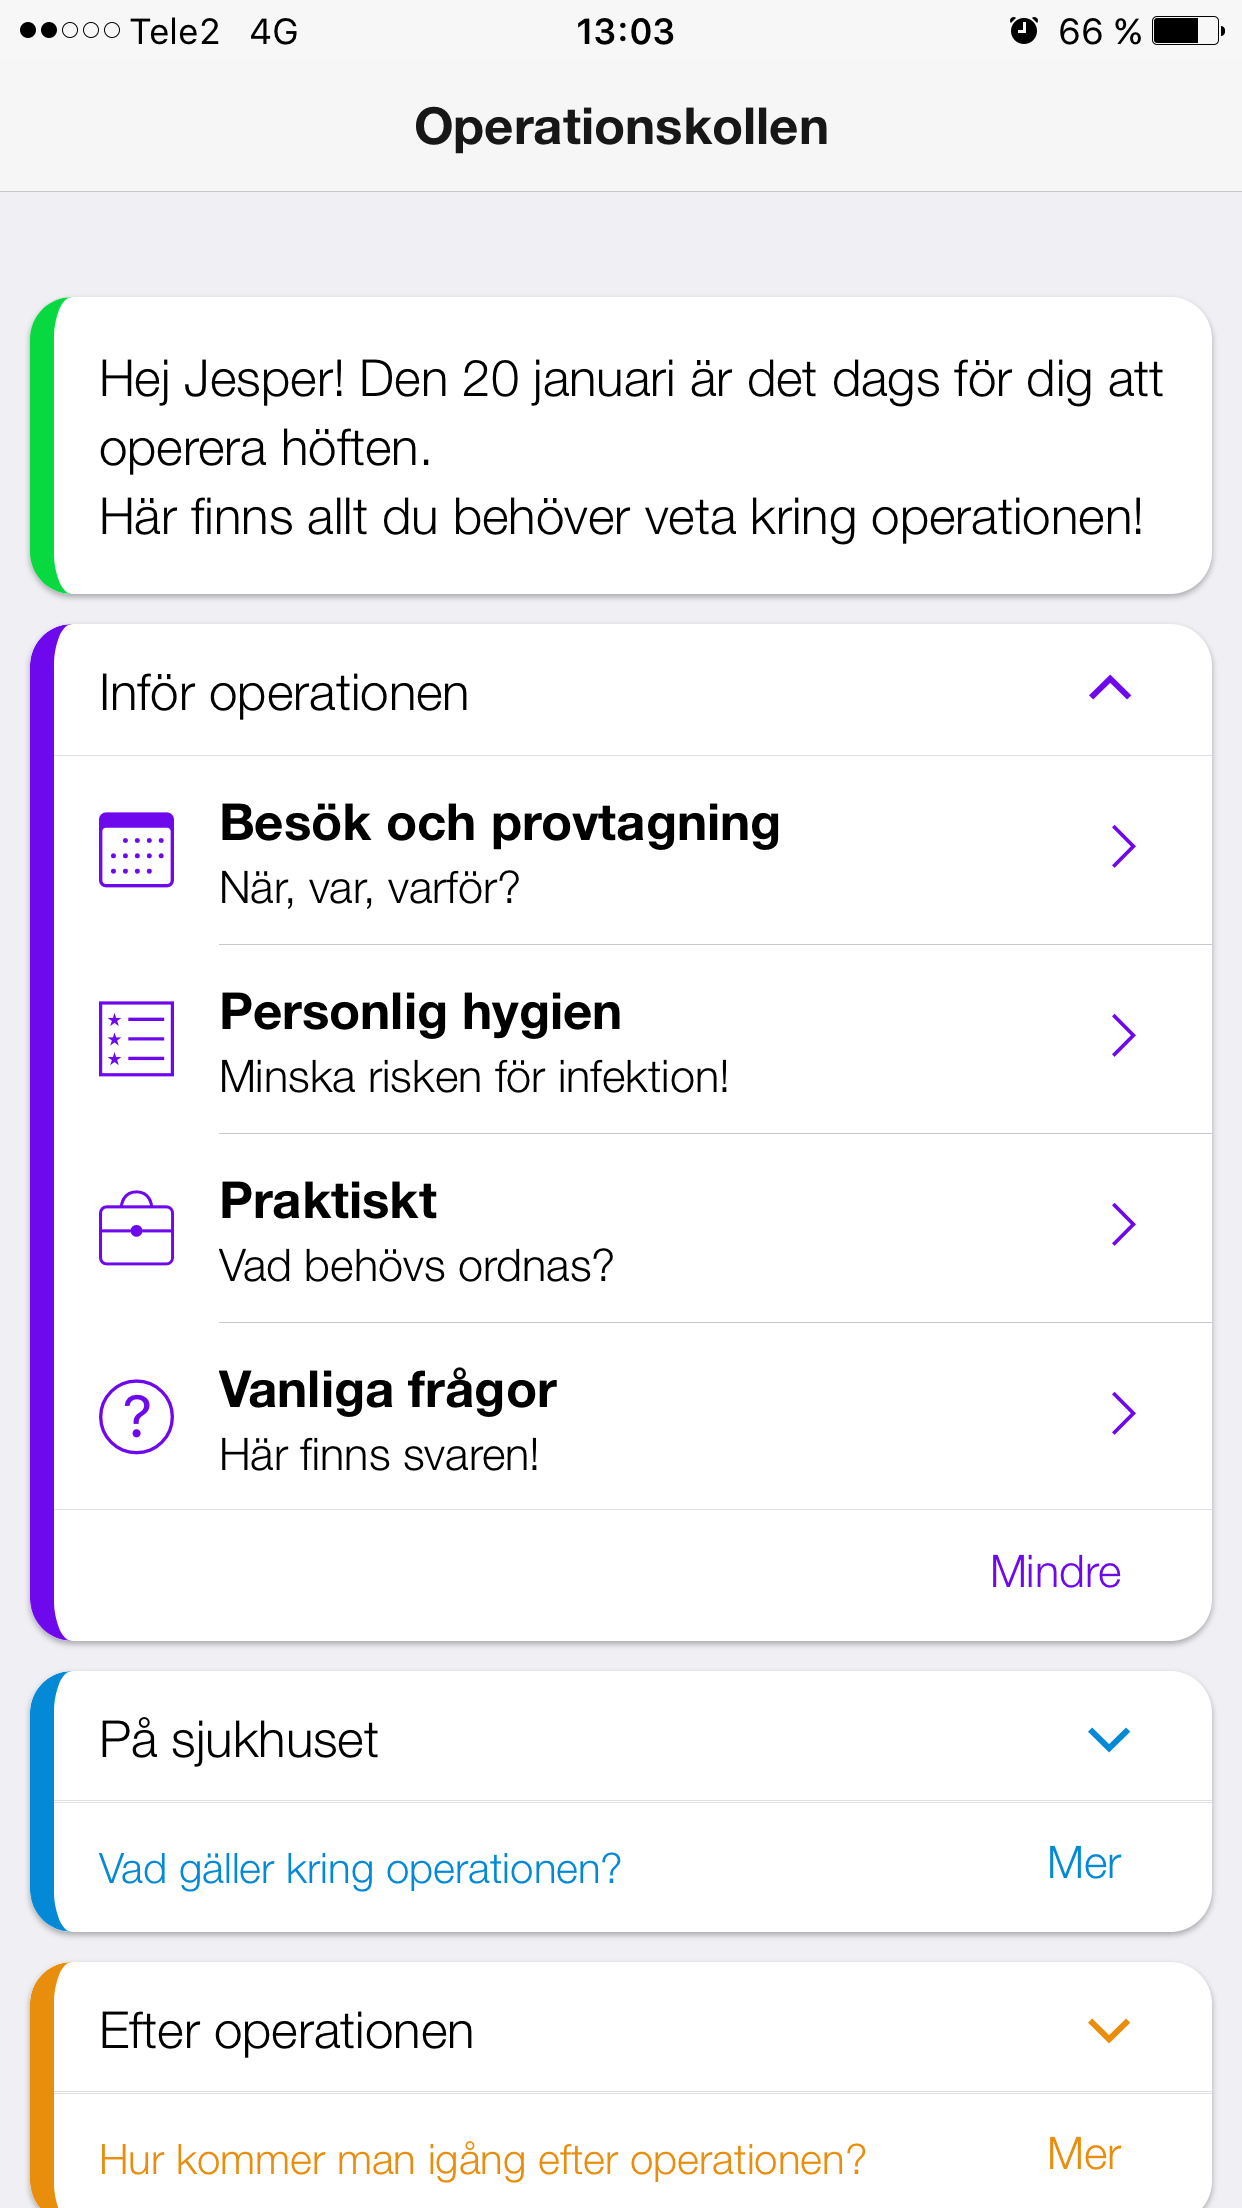 Tele2 4G 13:03 66 %
Operationskollen
Hej Jesper! Den 20 januari är det dags för dig att
operera höften.
Här finns allt du behöver veta kring operationen!
Inför operationen
Besök och provtagning
När, var, varför?
Personlig hygien
Minska risken för infektion!
Praktiskt
Vad behövs ordnas?
Vanliga frågor
?
Här finns svaren!
Mindre
På sjukhuset
Vad gäller kring operationen? Mer
Efter operationen
Hur kommer man igång efter operationen? Mer